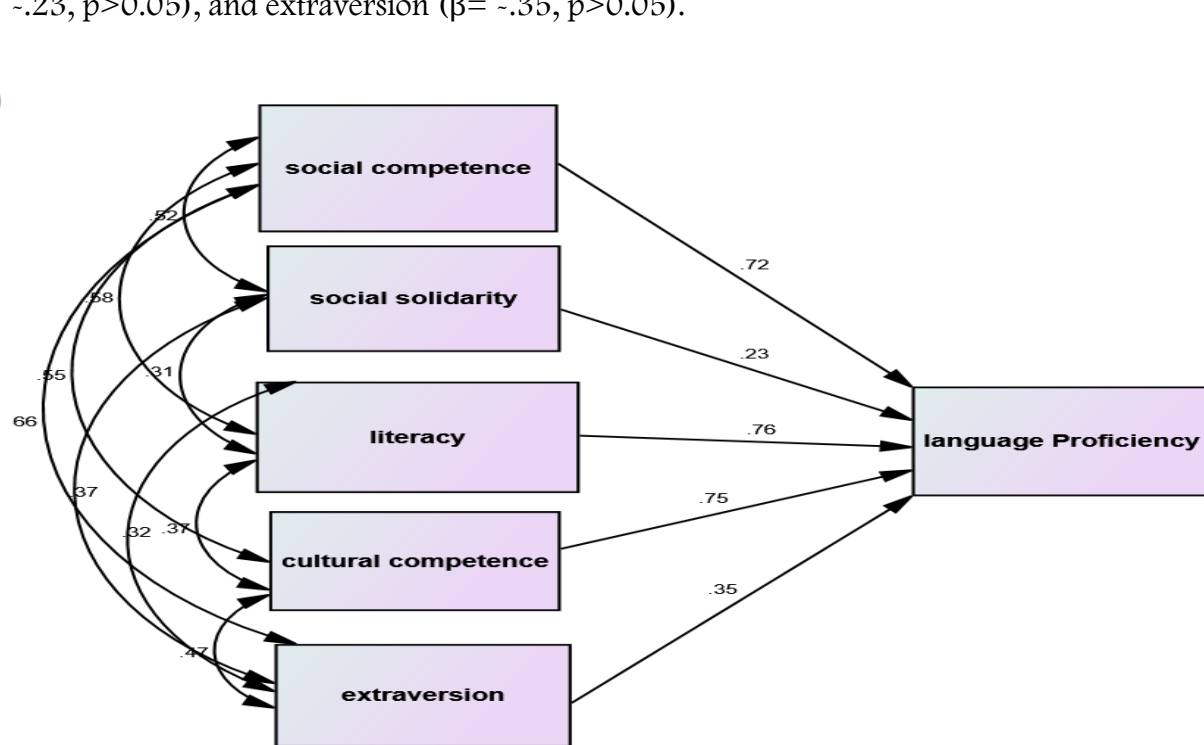 -.23, p>0.05), and extraversion (β= -.35, p>0.05).
social competence
.52
.72
social solidarity
.58
.23
.55
.31
66
literacy
.76
language Proficiency
.37
.32
.37
.75
cultural competence
.35
.47
extraversion